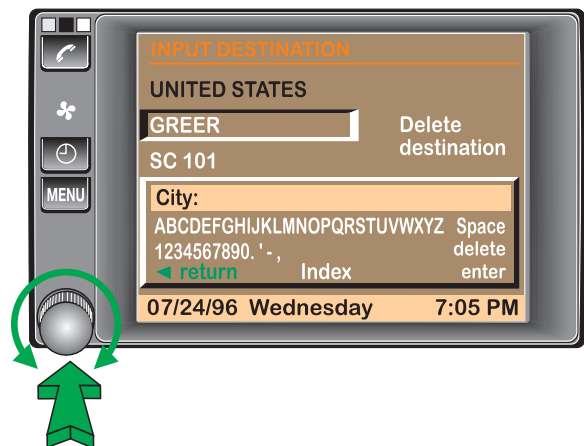 INPUT DESTINATION
UNITED STATES
GREER
Delete
destination
SC 101
MENU
City:
ABCDEFGHIJKLMNOPQRSTUVWXYZ Space
1234567890.'-, delete
◄ return Index enter
07/24/96 Wednesday 7:05 PM